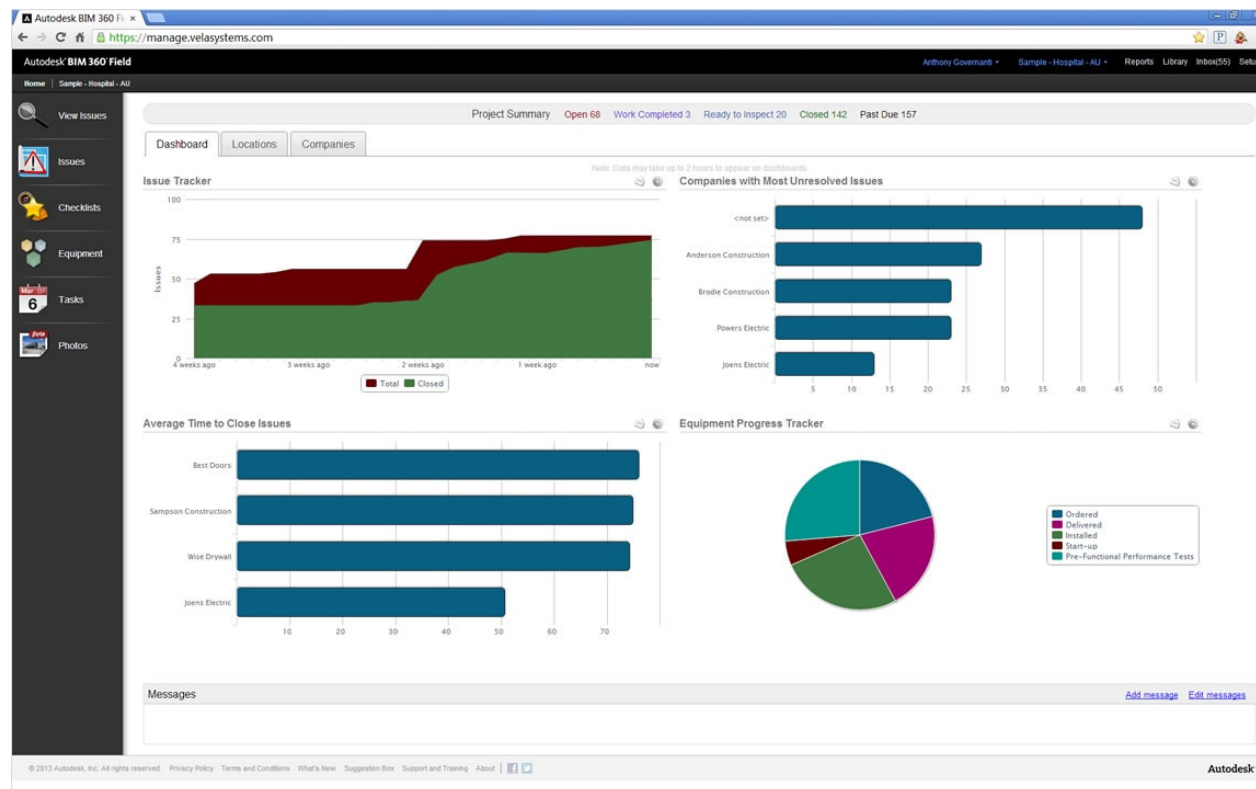 Autodesk BIM 360 Fi ×
https://manage.velasystems.com
Autodesk® BIM 360® Field
Anthony Governanti Sample - Hospital - AU Reports Library Inbox(55) Setu
Home | Sample - Hospital - AU
View Issues
Issues
Checklists
Equipment
Mar
6
Tasks
Beta
Photos
Project Summary Open 68 Work Completed 3 Ready to Inspect 20 Closed 142 Past Due 157
Dashboard Locations Companies
Note: Data may take up to 2 hours to appear on dashboards
Issue Tracker
100
75
50
25
0
Issues
4 weeks ago 3 weeks ago 2 weeks ago 1 week ago now
Total Closed
Companies with Most Unresolved Issues
<not set>
Anderson Construction
Brodie Construction
Powers Electric
Joens Electric
5 10 15 20 25 30 35 40 45 50
Average Time to Close Issues
Best Doors
Sampson Construction
Wise Drywall
Joens Electric
10 20 30 40 50 60 70
Equipment Progress Tracker
Ordered
Delivered
Installed
Start-up
Pre-Functional Performance Tests
Messages
Add message Edit messages
© 2013 Autodesk, Inc. All rights reserved. Privacy Policy Terms and Conditions What's New Suggestion Box Support and Training About |
Autodesk